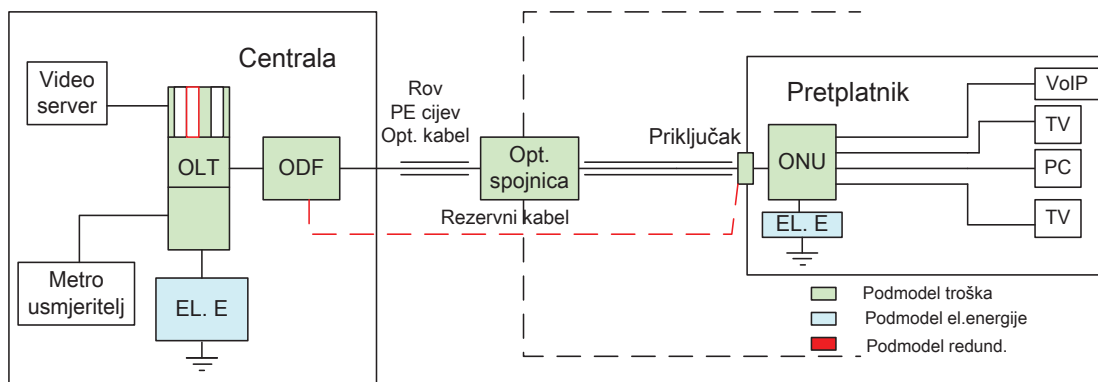 Centrala
Video
server
OLT
ODF
Metro
usmjeritelj
EL. E
Rov
PE cijev
Opt. kabel
Opt.
spojnica
Rezervni kabel
Priključak
Pretplatnik
ONU
EL. E
VoIP
TV
PC
TV
Podmodel troška
Podmodel el.energije
Podmodel redund.